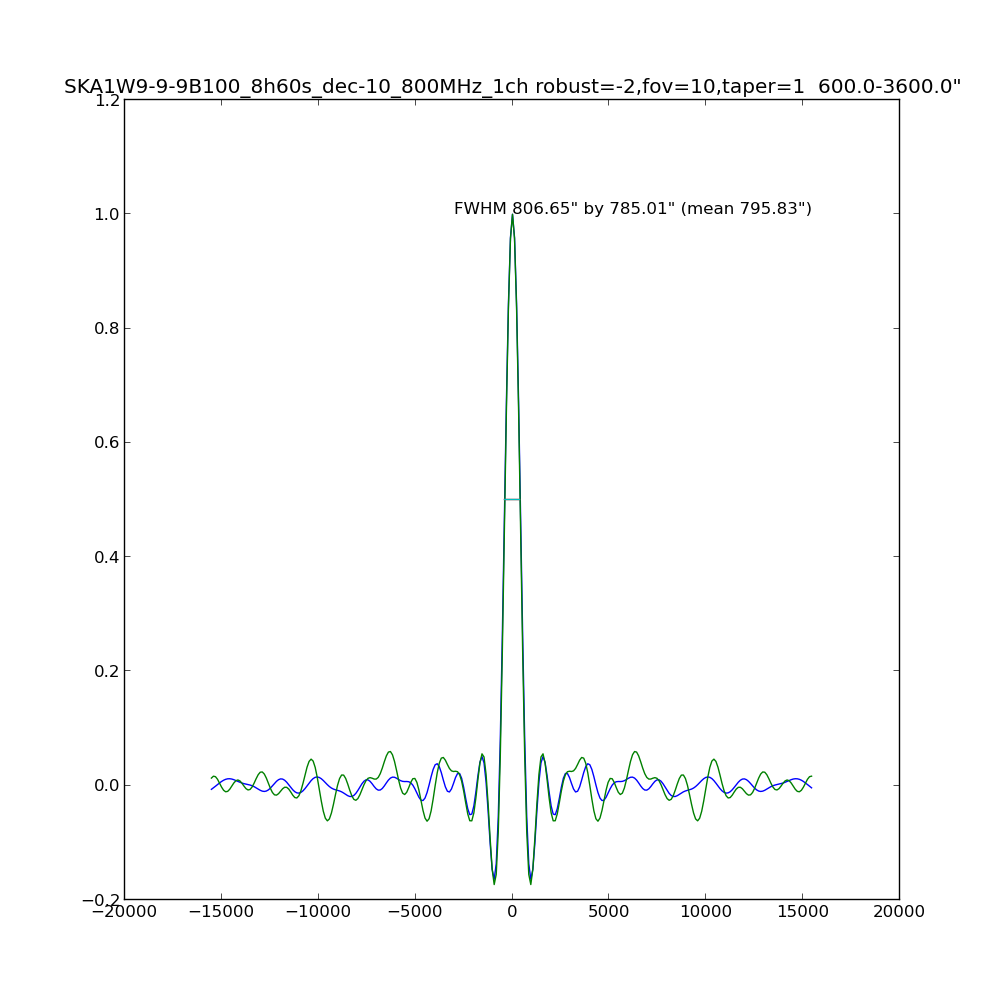 SKA1W9-9-9B100_8h60s_dec-10_800MHz_1ch robust=-2,fov=10,taper=1  600.0-3600.0"
1.2
FWHM 806.65" by 785.01" (mean 795.83")
1.0
0.8
0.6
0.4
0.2
0.0
−0.2
−20000 −15000 −10000 −5000 0 5000 10000 15000 20000